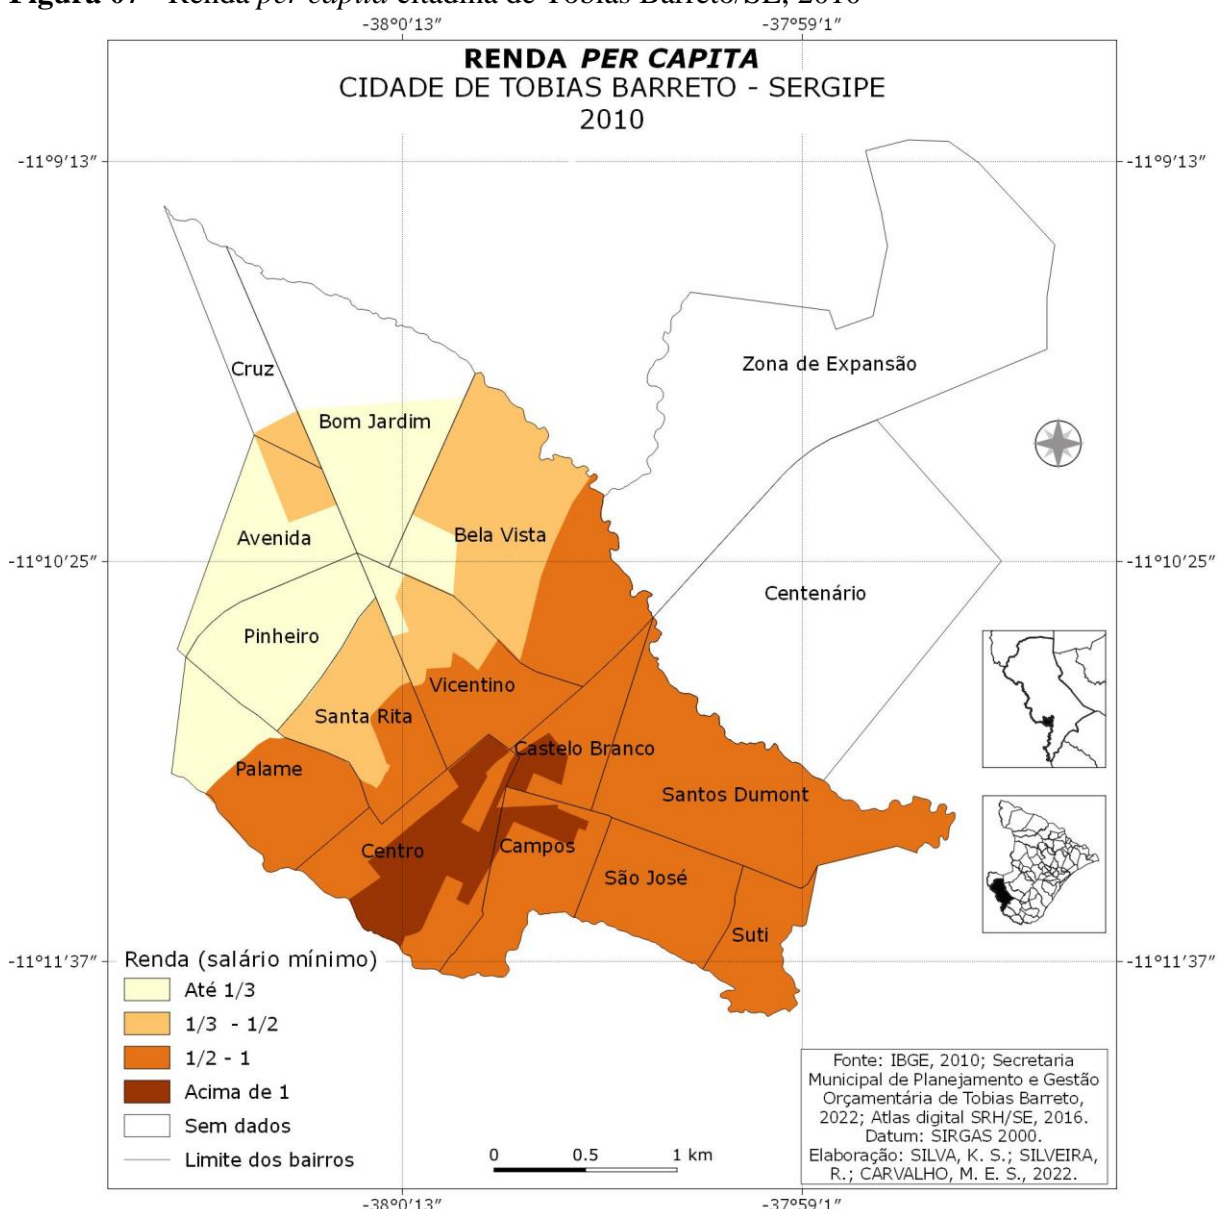 Figura 07 - Renda per capita citadina de Tobias Barreto/SE, 2010
-38°0'13” -37°59'1”
RENDA PER CAPITA
CIDADE DE TOBIAS BARRETO - SERGIPE
2010
-11°9'13” -11°9'13”
Zona de Expansão
Cruz
Bom Jardim
Avenida
Bela Vista
-11°10'25” -11°10'25”
Centenário
Pinheiro
Vicentino
Santa Rita
Castelo Branco
Palame
Santos Dumont
Centro
Campos
São José
Suti
-11°11'37” -11°11'37”
Renda (salário mínimo)
Até 1/3
1/3 - 1/2
1/2 - 1
Acima de 1
Sem dados
Limite dos bairros
0 0.5 1 km
Fonte: IBGE, 2010; Secretaria
Municipal de Planejamento e Gestão
Orçamentária de Tobias Barreto,
2022; Atlas digital SRH/SE, 2016.
Datum: SIRGAS 2000.
Elaboração: SILVA, K. S.; SILVEIRA,
R.; CARVALHO, M. E. S., 2022.
-38°0'13” -37°59'1”